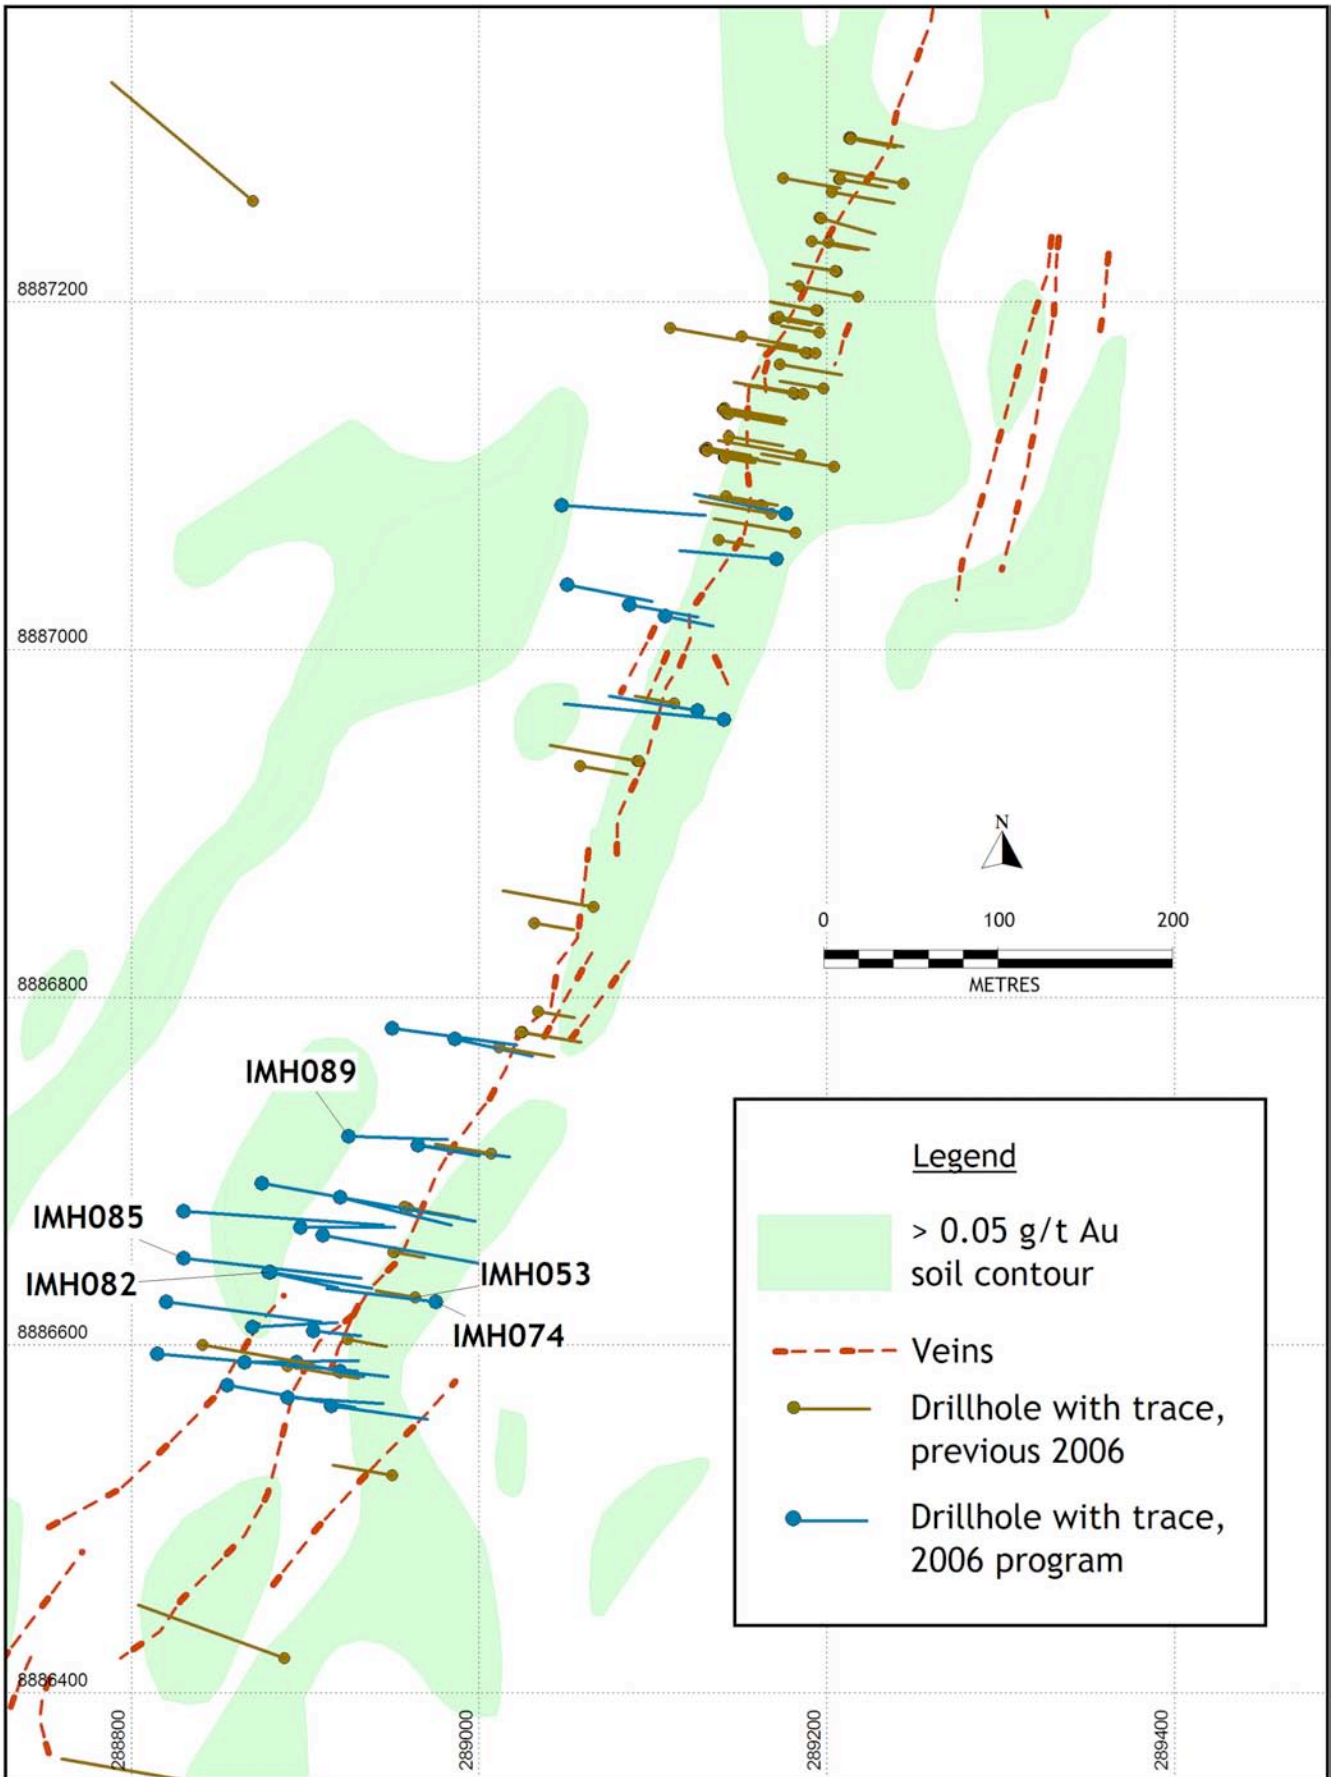 8887200
8887000
N
0 100 200
METRES
8886800
IMH089
IMH085
IMH082
IMH053
IMH074
8886600
8886400
288800
289000
289200
289400
Legend
> 0.05 g/t Au
soil contour
Veins
Drillhole with trace,
previous 2006
Drillhole with trace,
2006 program